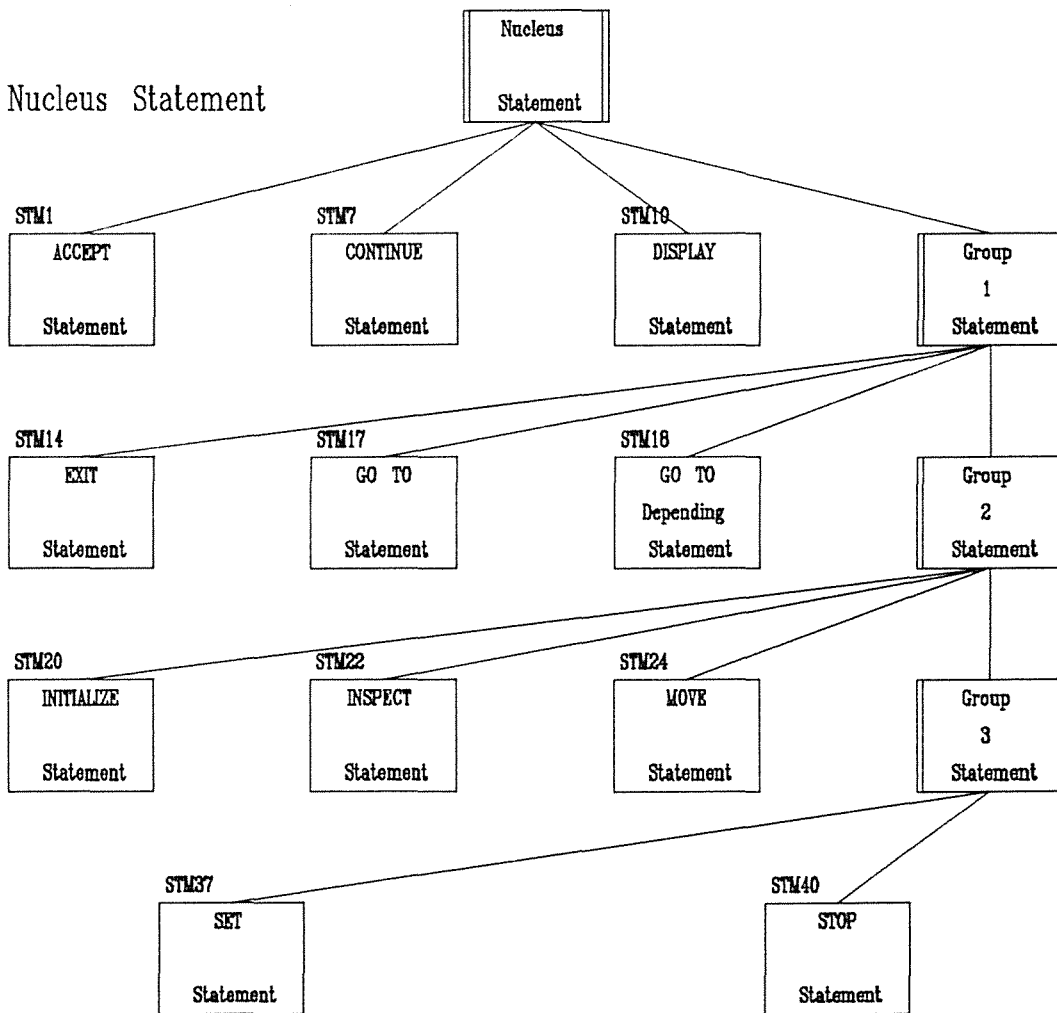 Nucleus
Statement
Nucleus Statement
STM1
ACCEPT
Statement
STM7
CONTINUE
Statement
STM10
DISPLAY
Statement
Group
1
Statement
STM14
EXIT
Statement
STM17
GO TO
Statement
STM18
GO TO
Depending
Statement
Group
2
Statement
STM20
INITIALIZE
Statement
STM22
INSPECT
Statement
STM24
MOVE
Statement
Group
3
Statement
STM37
SET
Statement
STM40
STOP
Statement